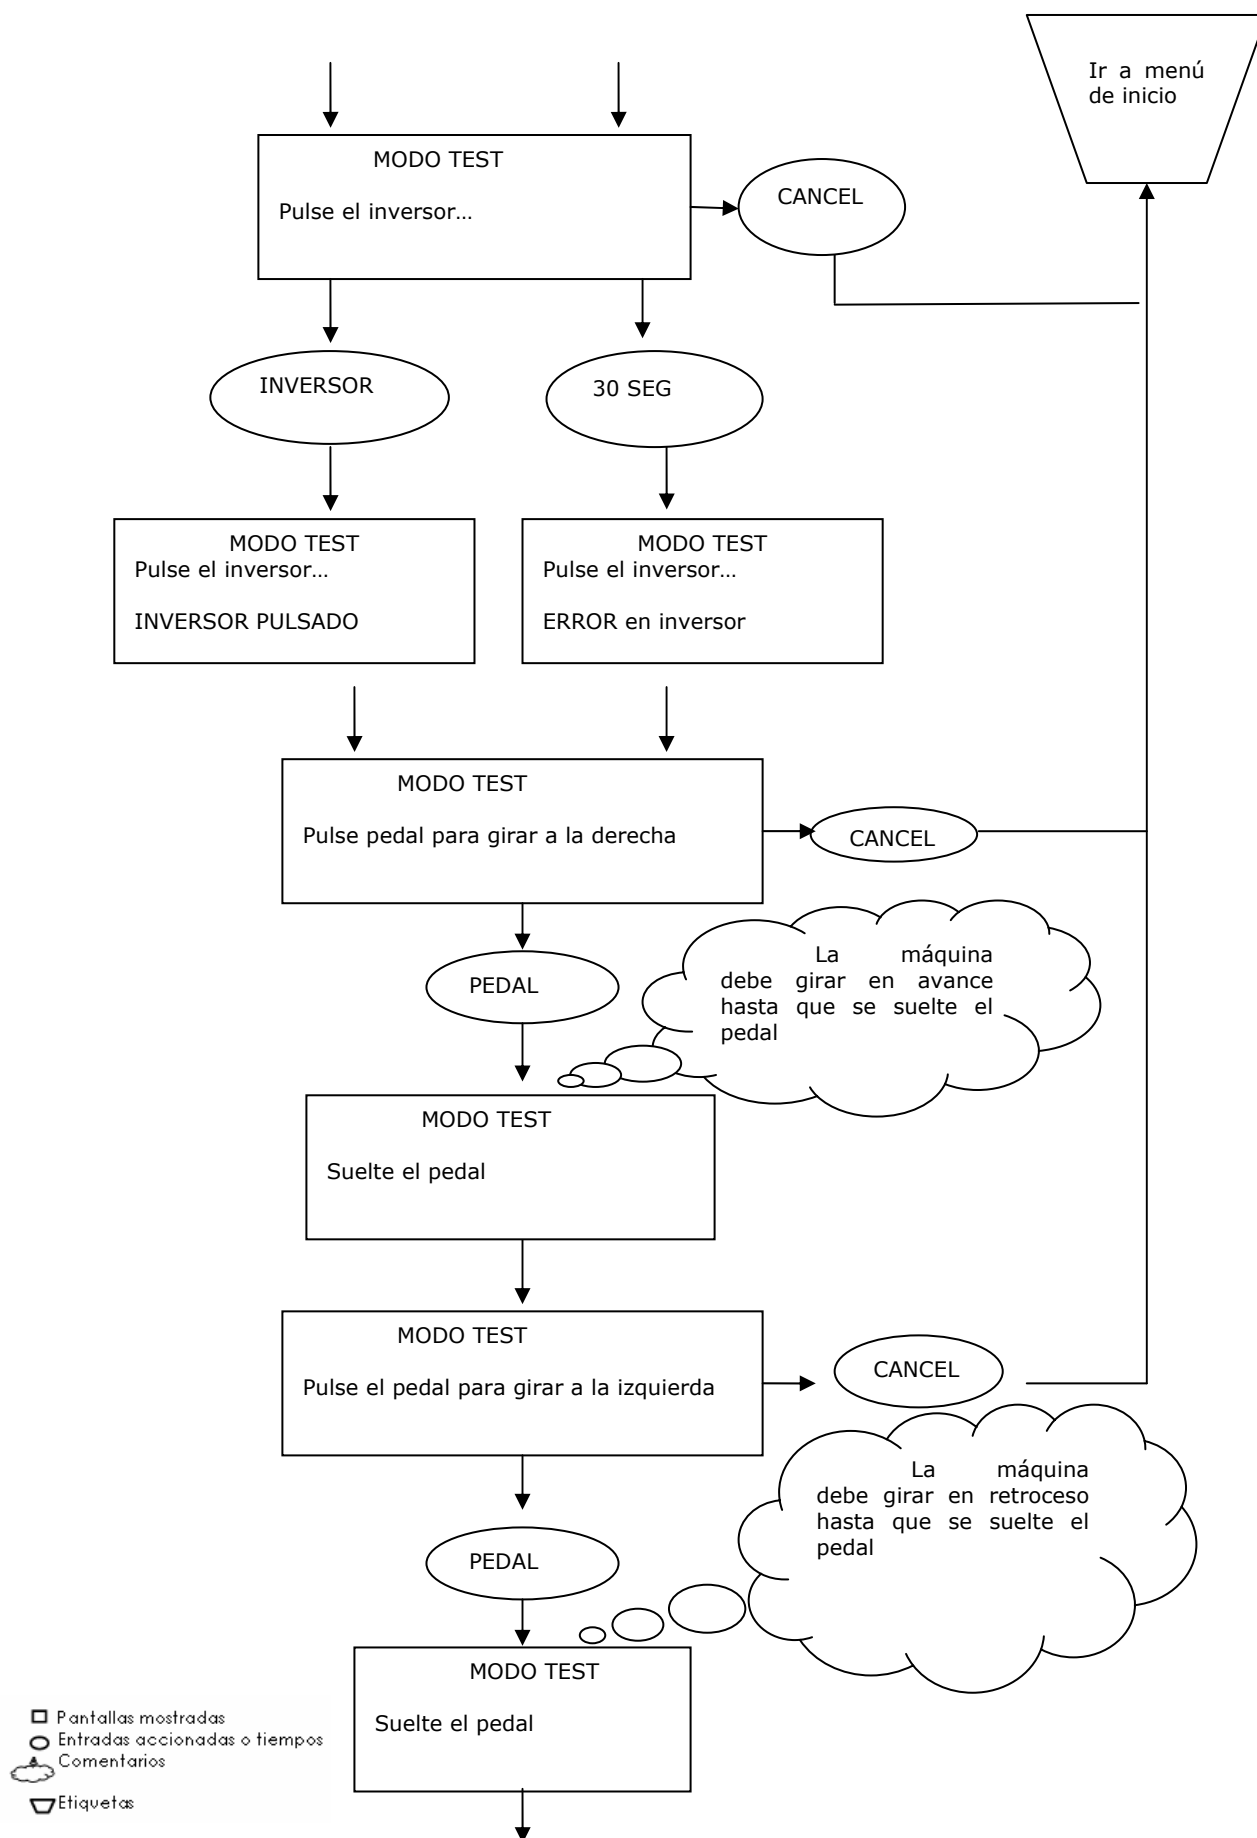 Ir a menú
de inicio
MODO TEST
Pulse el inversor...
CANCEL
INVERSOR
30 SEG
MODO TEST
Pulse el inversor...
INVERSOR PULSADO
MODO TEST
Pulse el inversor...
ERROR en inversor
MODO TEST
Pulse pedal para girar a la derecha
CANCEL
La máquina
debe girar en avance
hasta que se suelte el
pedal
PEDAL
MODO TEST
Suelte el pedal
MODO TEST
Pulse el pedal para girar a la izquierda
CANCEL
La máquina
debe girar en retroceso
hasta que se suelte el
pedal
PEDAL
MODO TEST
Suelte el pedal
Pantallas mostradas
Entradas accionadas o tiempos
Comentarios
Etiquetas